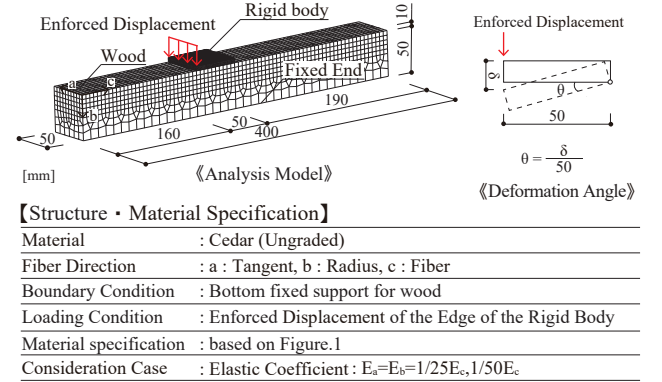 Enforced Displacement
Rigid body
10
50
Wood
a
c
b
Fixed End
190
50
160
400
50
[mm]
《Analysis Model》
Enforced Displacement
δ
θ
50
θ = δ/50
《Deformation Angle》
【Structure・Material Specification】
Material : Cedar (Ungraded)
Fiber Direction : a : Tangent, b : Radius, c : Fiber
Boundary Condition : Bottom fixed support for wood
Loading Condition : Enforced Displacement of the Edge of the Rigid Body
Material specification : based on Figure.1
Consideration Case : Elastic Coefficient : Ea=Eb=1/25Ec,1/50Ec